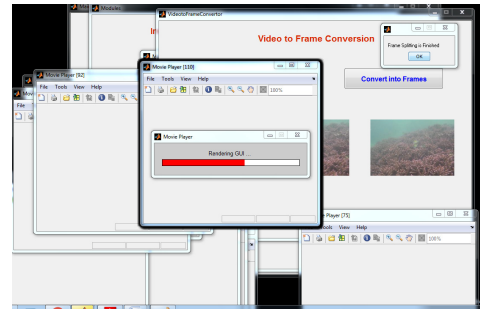 Modules
VideotoFrameConvertor
Video to Frame Conversion
Frame Splitting is Finished
OK
Convert into Frames
Movie Player [110]
File Tools View Help
100%
Movie Player
Rendering GUI ...
Movie Player [92]
File Tools View Help
File
Player [75]
View Help
100%